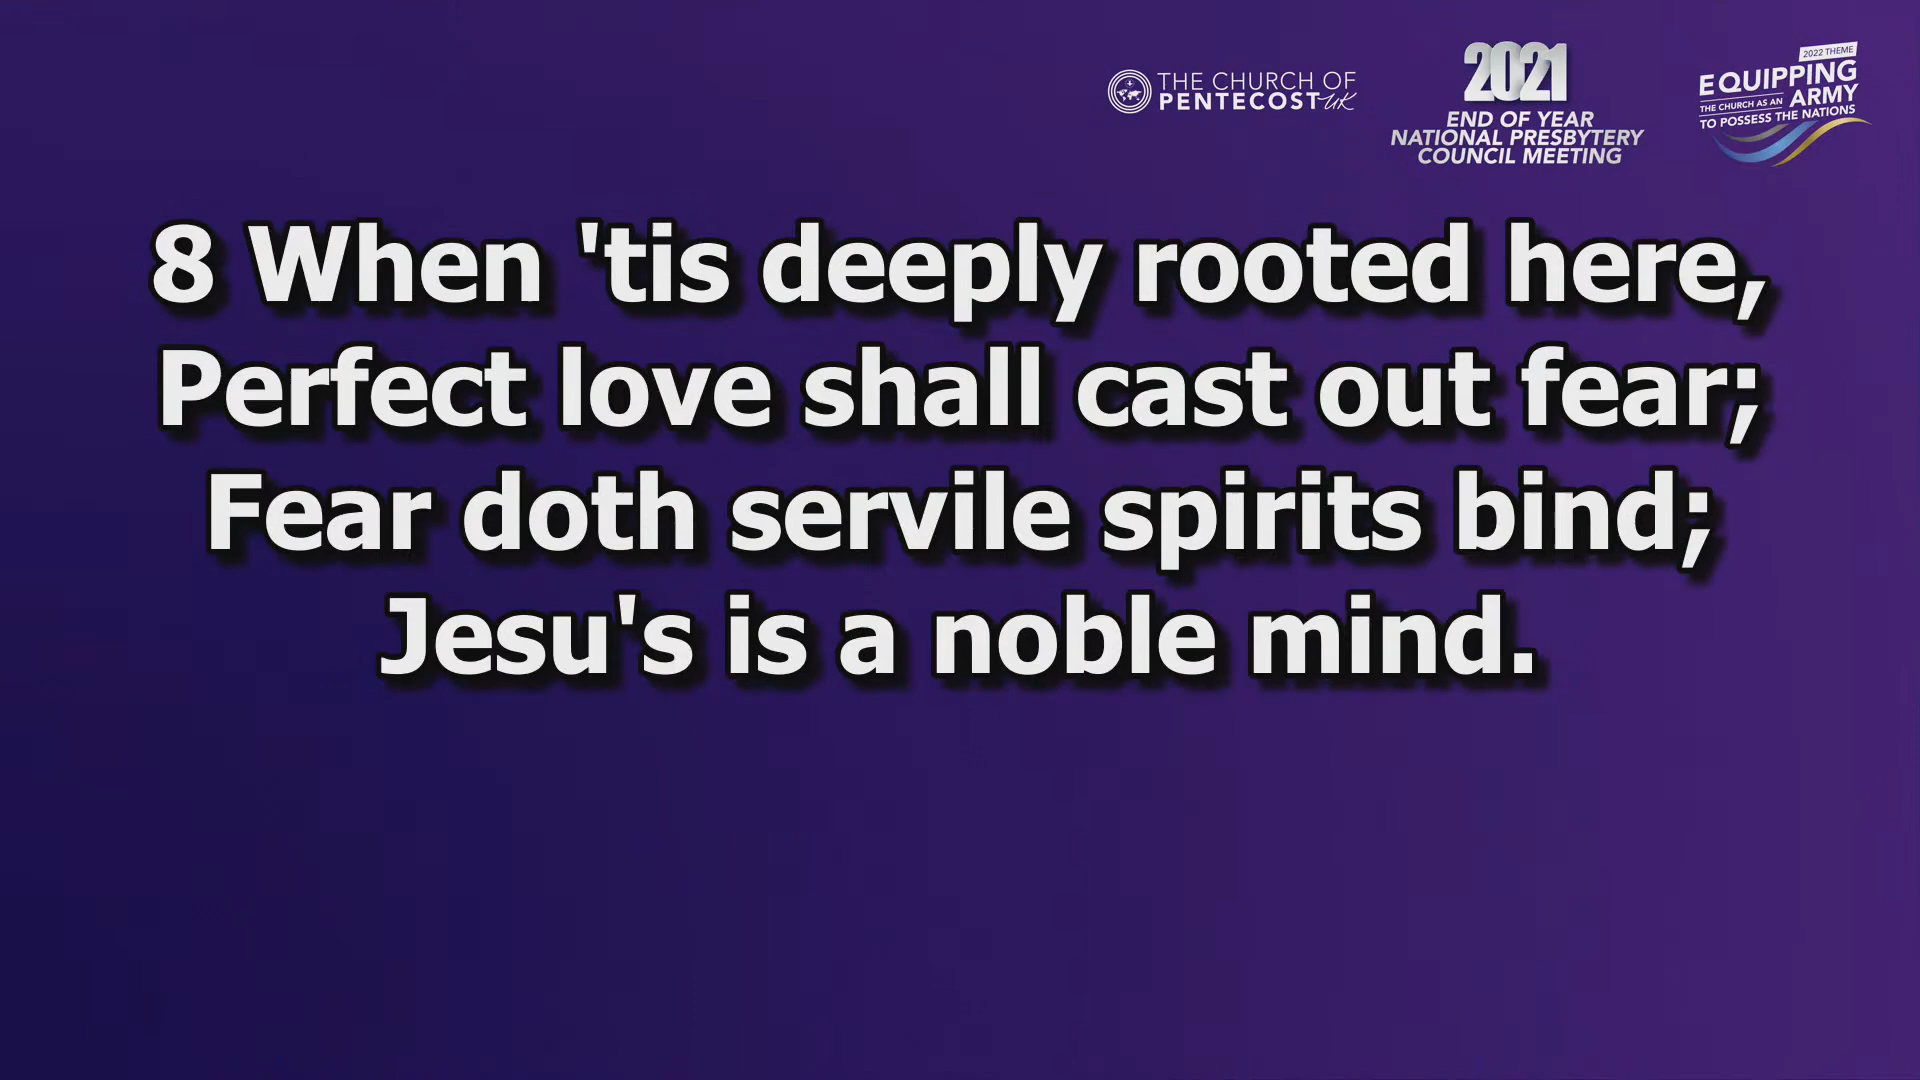 THE CHURCH OF
PENTECOST UK
2021
END OF YEAR
NATIONAL PRESBYTERY
COUNCIL MEETING
2022 THEME
EQUIPPING
THE CHURCH AS AN ARMY
TO POSSESS THE NATIONS
8 When 'tis deeply rooted here,
Perfect love shall cast out fear;
Fear doth servile spirits bind;
Jesu's is a noble mind.